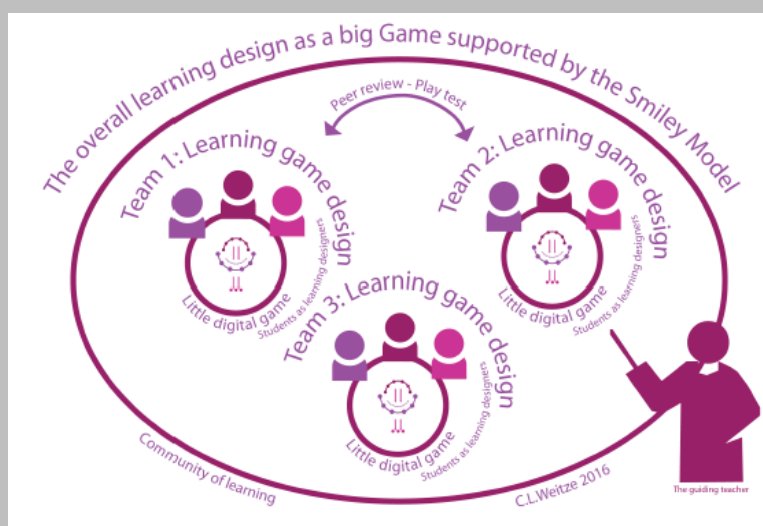 The overall learning design as a big Game supported by the Smiley Model
Peer review - Play test
Team 1: Learning game design
Students as learning designers
Little digital game
Team 2: Learning game design
Students as learning designers
Little digital game
Team 3: Learning game design
Students as learning designers
Little digital game
Community of learning
C.L.Weitze 2016
The guiding teacher